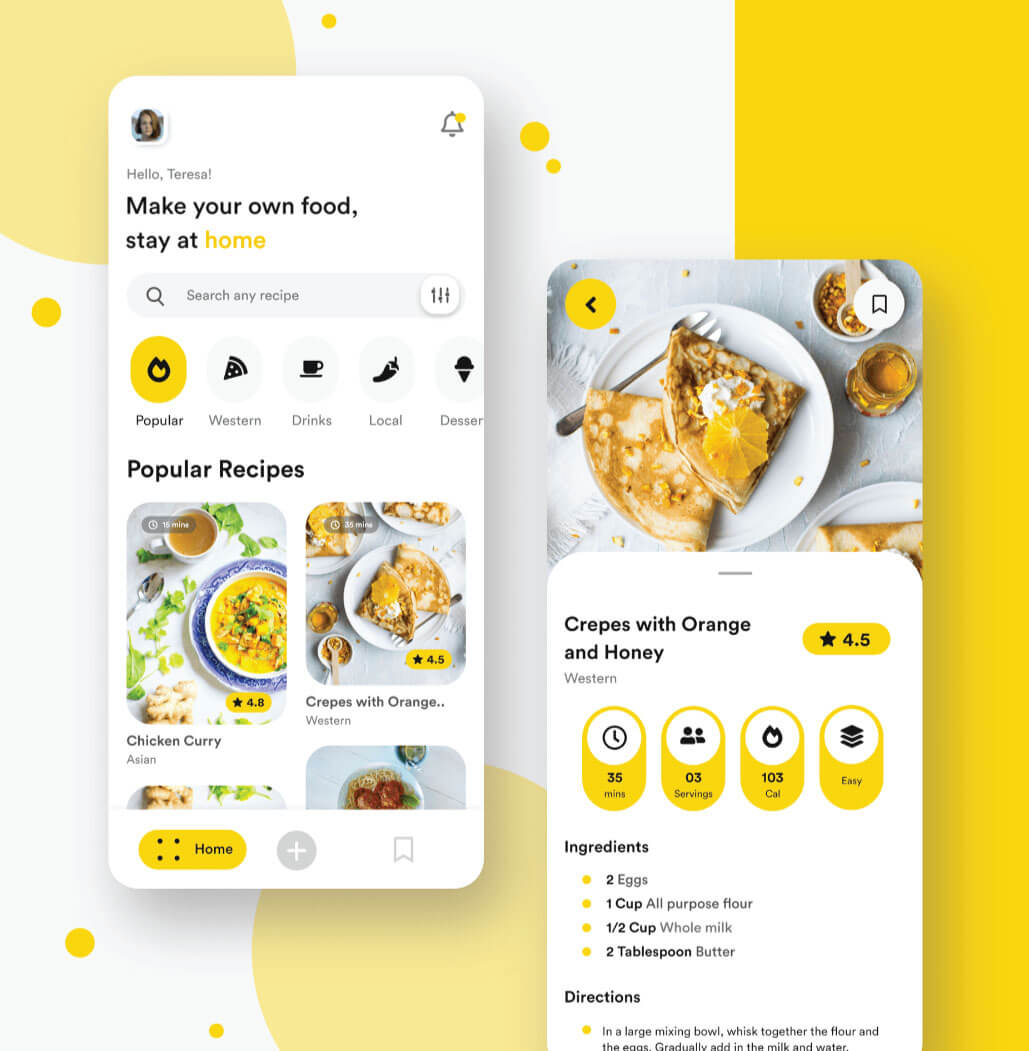 Hello, Teresa!
Make your own food,
stay at home
Search any recipe
Popular
Western
Drinks
Local
Desser
Popular Recipes
15 mins
35 mins
4.8
4.5
Chicken Curry
Asian
Crepes with Orange..
Western
Home
Crepes with Orange
and Honey
4.5
Western
35
mins
03
Servings
103
Cal
Easy
Ingredients
2 Eggs
1 Cup All purpose flour
1/2 Cup Whole milk
2 Tablespoon Butter
Directions
In a large mixing bowl, whisk together the flour and
the eggs. Gradually add in the milk and water,